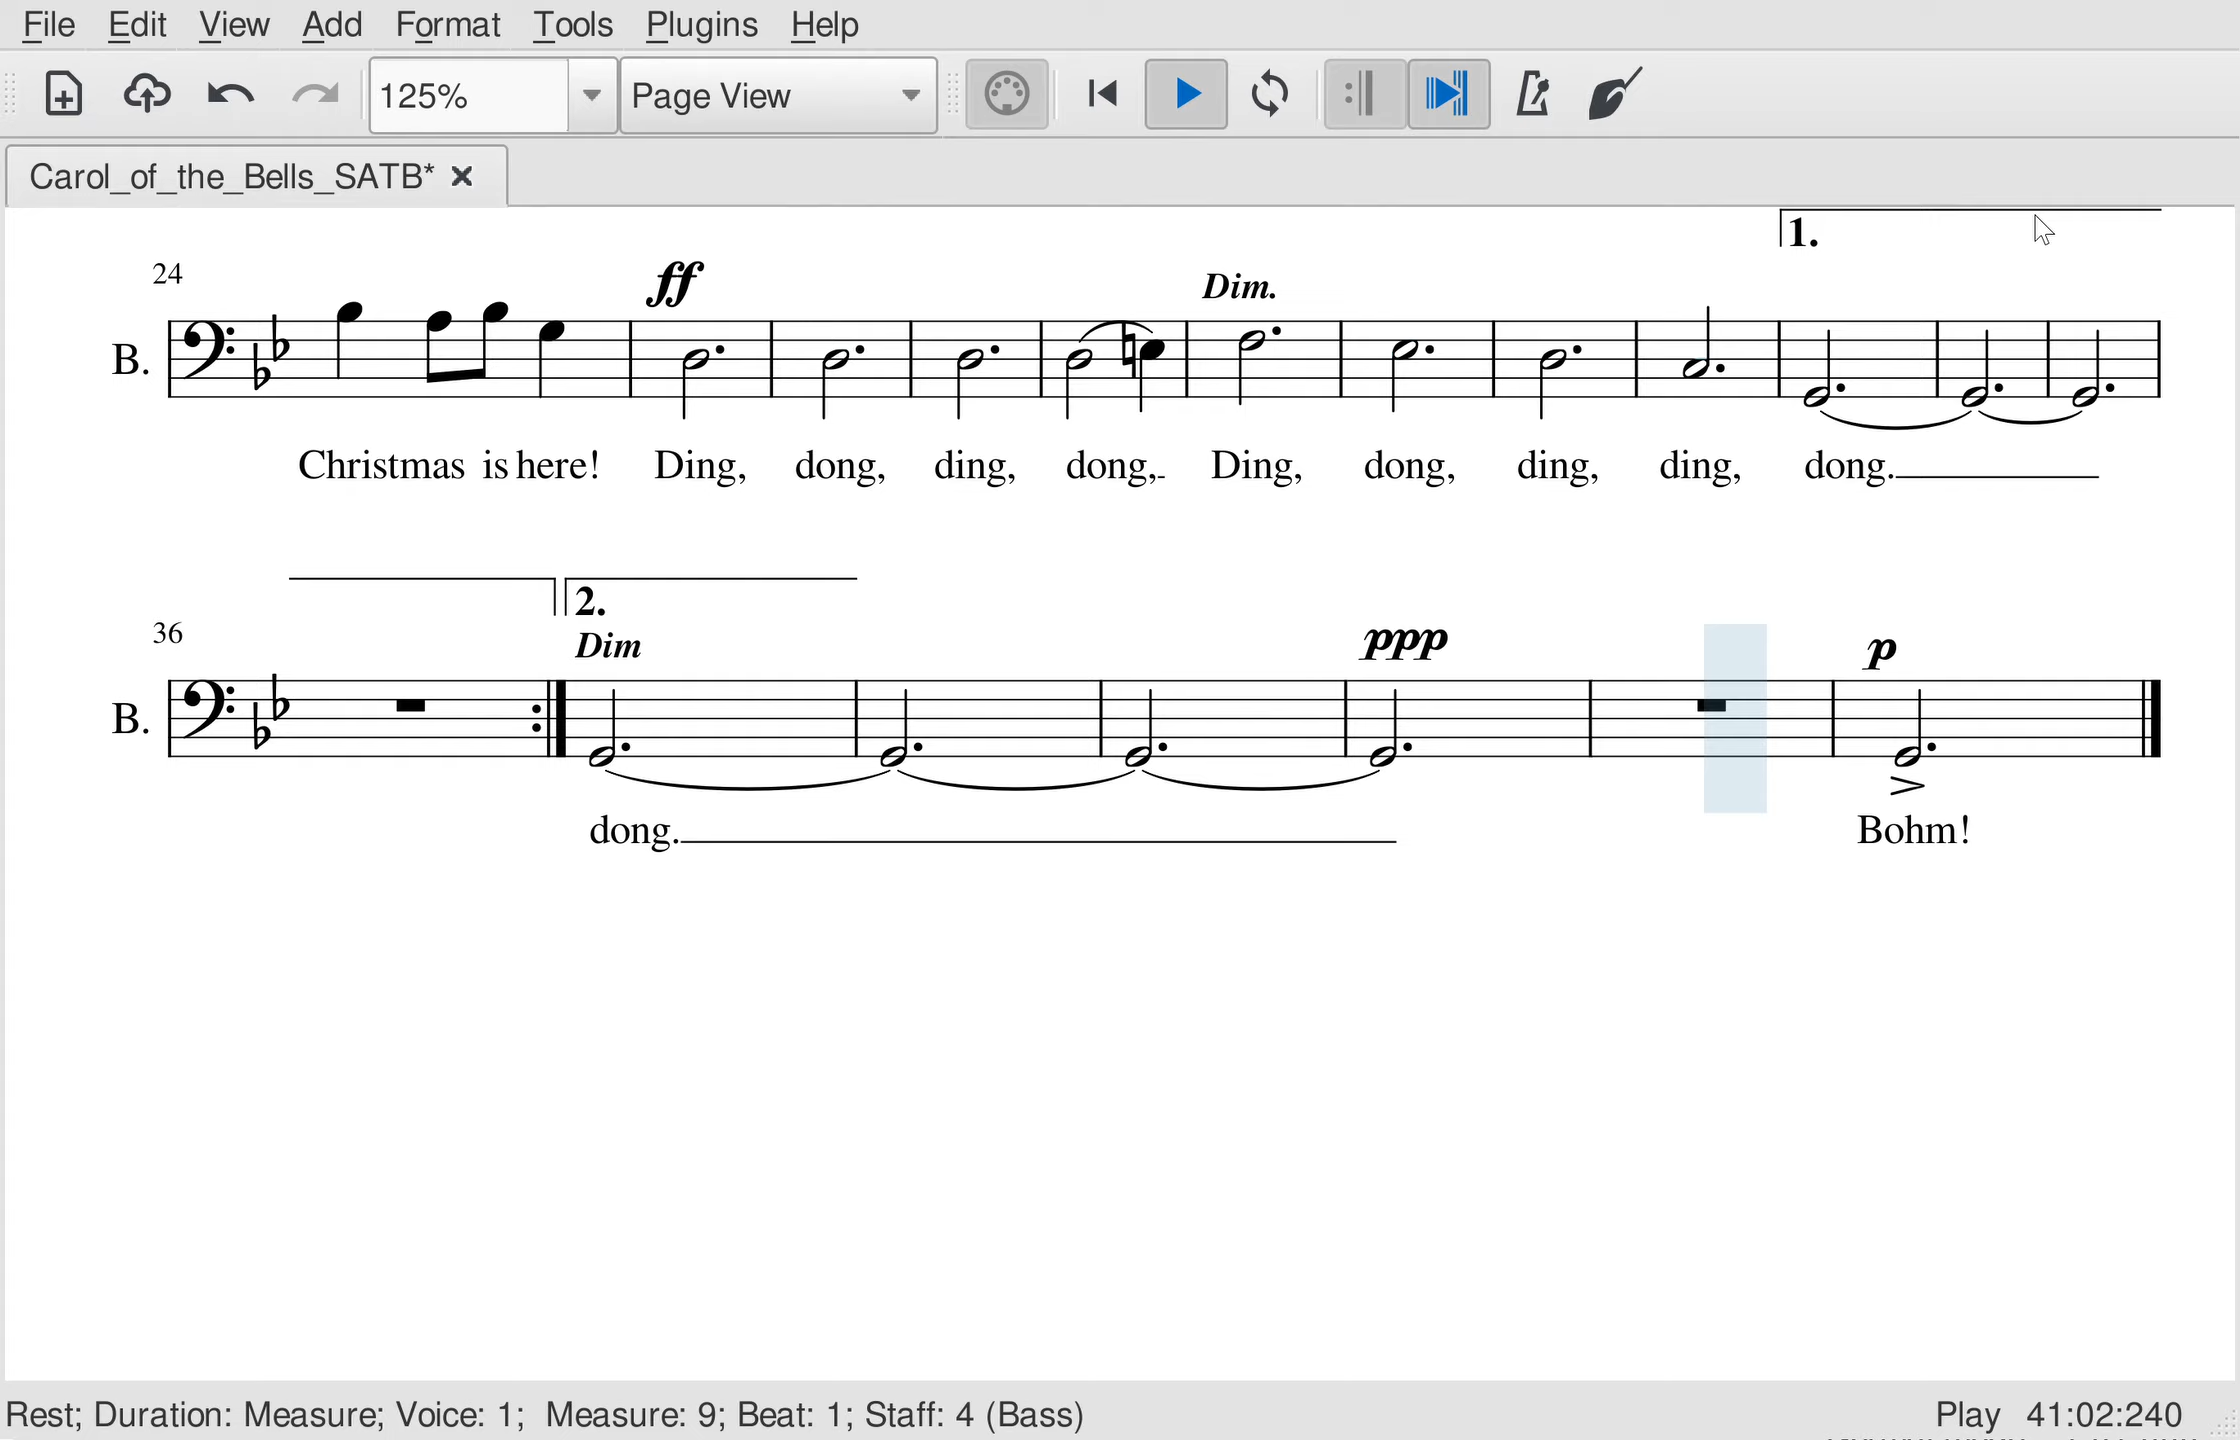 File Edit View Add Format Tools Plugins Help
125% Page View
Carol_of_the_Bells_SATB*
1.
24 ff Dim.
B.
Christmas is here! Ding, dong, ding, dong, Ding, dong, ding, ding, dong.
2.
36 Dim ppp p
B.
dong. Bohm!
Rest; Duration: Measure; Voice: 1; Measure: 9; Beat: 1; Staff: 4 (Bass) Play 41:02:240